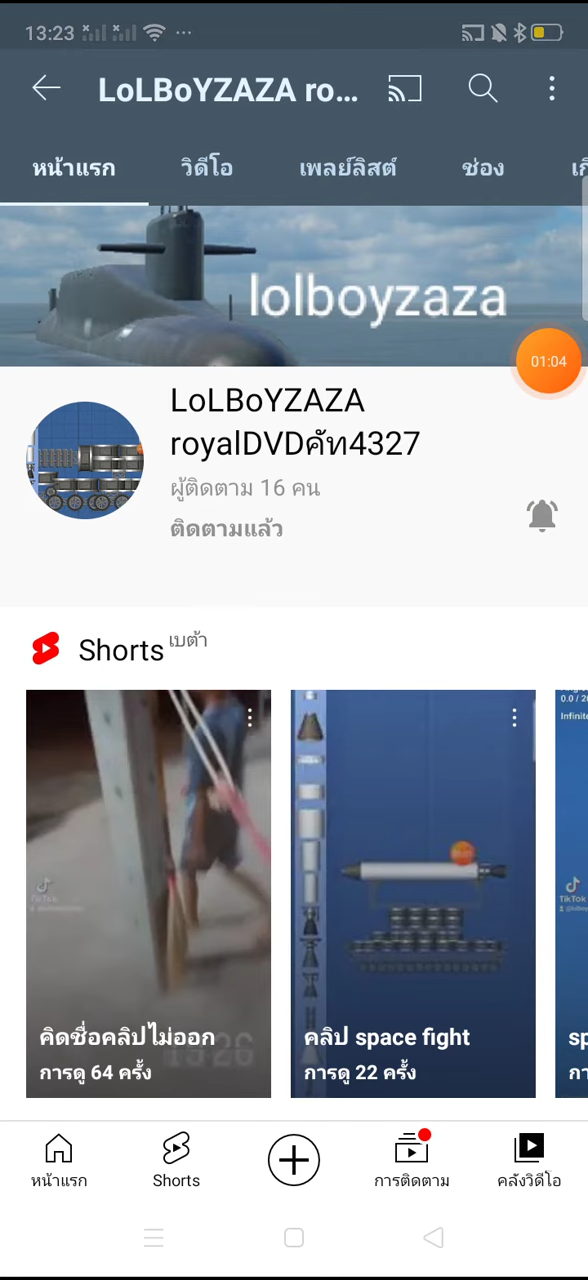 13:23
LoLBoYZAZA ro...
หน้าแรก
วิดีโอ
เพลย์ลิสต์
ช่อง
lolboyzaza
01:04
LoLBoYZAZA
royalDVDคัท4327
ผู้ติดตาม 16 คน
ติดตามแล้ว
Shorts เบต้า
TikTok
คิดชื่อคลิปไม่ออก
การดู 64 ครั้ง
คลิป space fight
การดู 22 ครั้ง
0.0
Infinite
TikTok
sp
หน้าแรก
Shorts
การติดตาม
คลังวิดีโอ